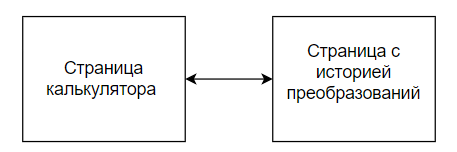 Страница
калькулятора
Страница с
историей
преобразований